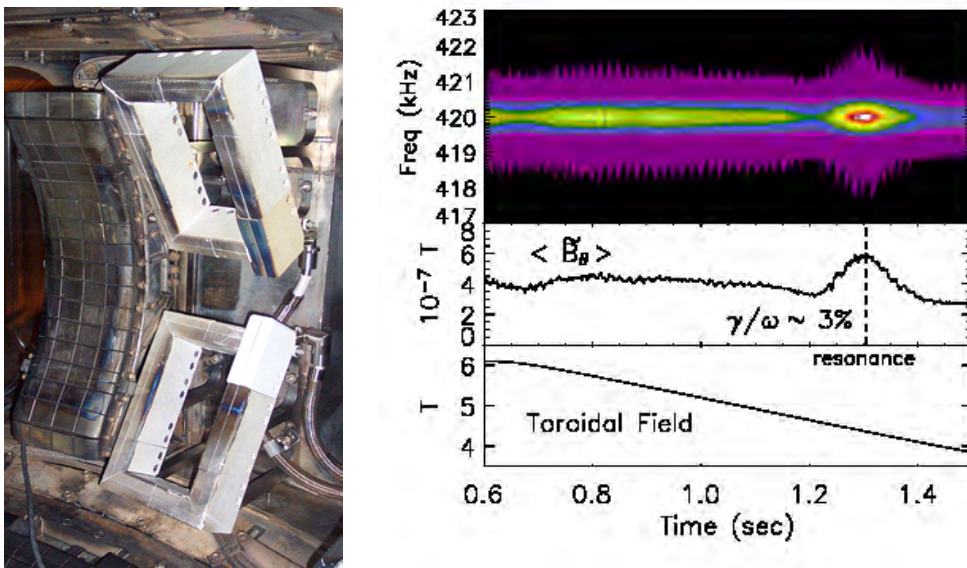 423
422
421
420
419
418
417
Freq (kHz)
8
6
4
2
0
10⁻⁷ T
< B̃θ >
γ/ω ~ 3%
resonance
6
5
4
T
Toroidal Field
0.6 0.8 1.0 1.2 1.4
Time (sec)